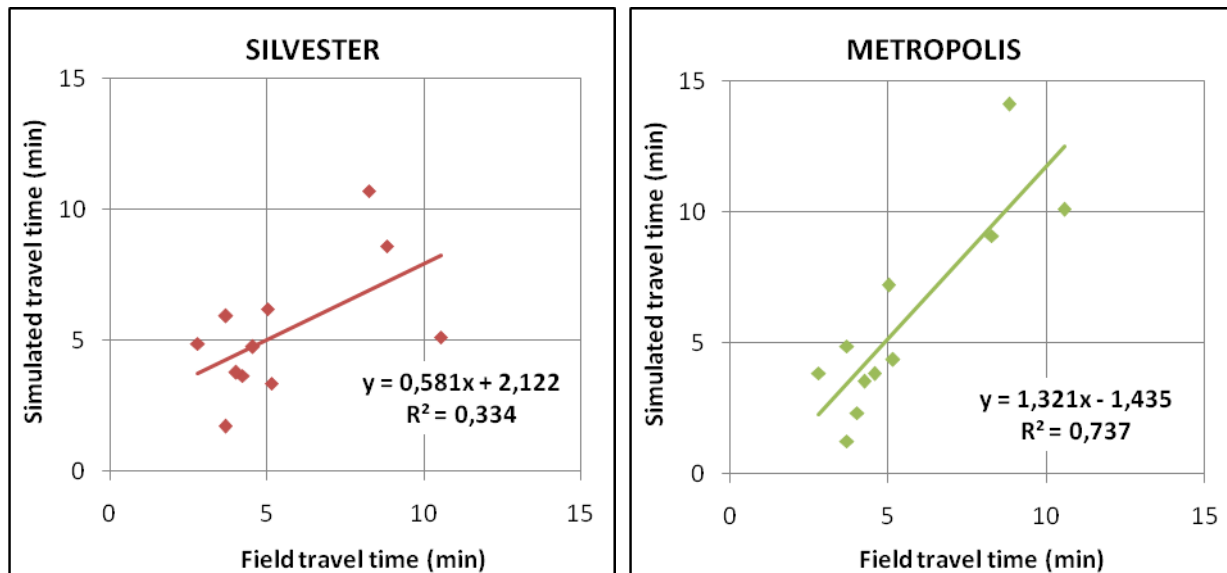 SILVESTER
15
10
5
0
Simulated travel time (min)
y = 0,581x + 2,122
R² = 0,334
0 5 10 15
Field travel time (min)
METROPOLIS
15
10
5
0
Simulated travel time (min)
y = 1,321x - 1,435
R² = 0,737
0 5 10 15
Field travel time (min)